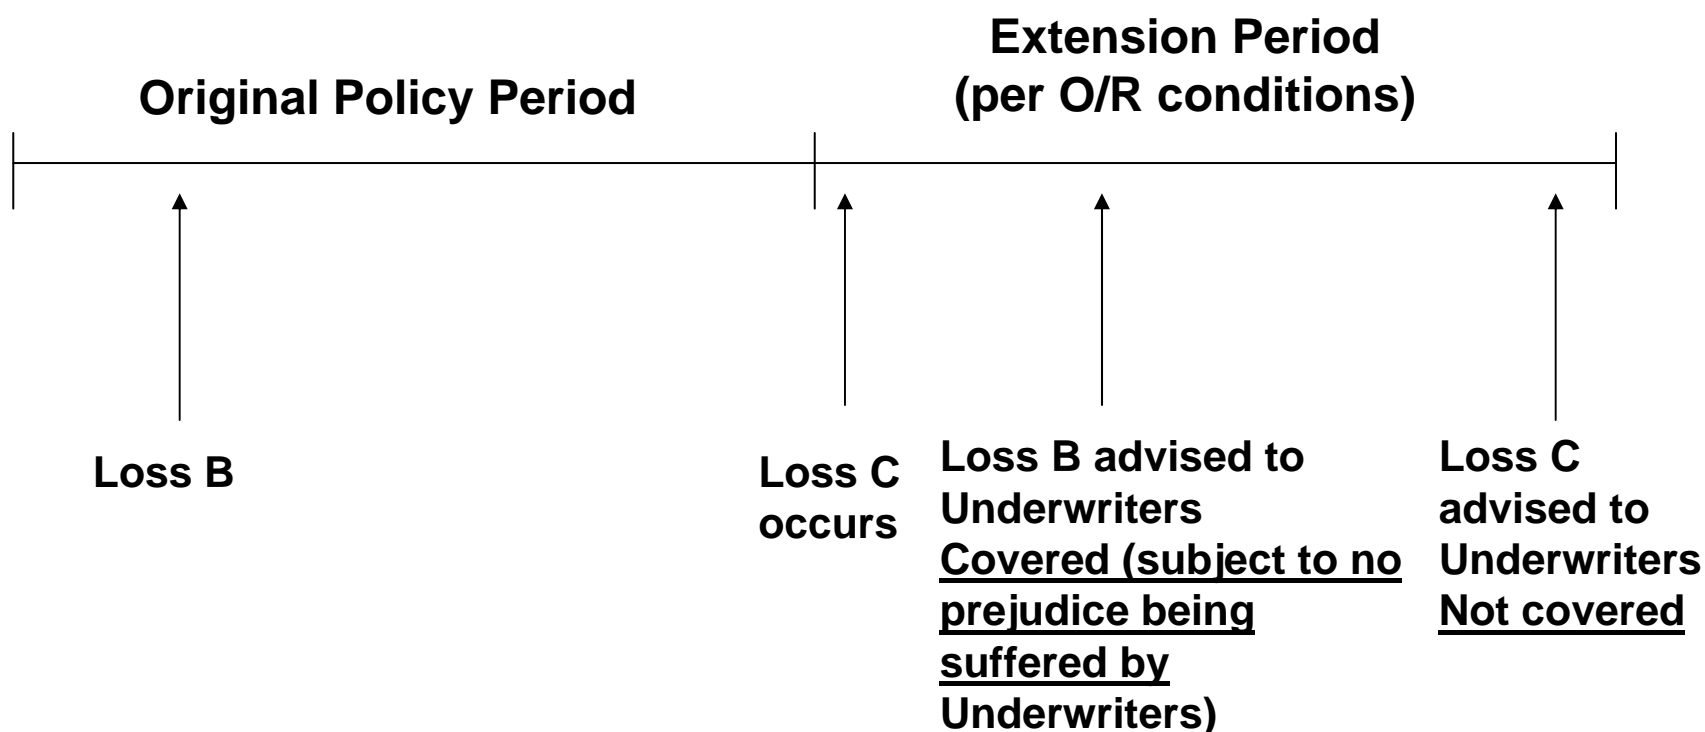 Extension Period
(per O/R conditions)
Original Policy Period
Loss B
Loss C
occurs
Loss B advised to
Underwriters
Covered (subject to no
prejudice being
suffered by
Underwriters)
Loss C
advised to
Underwriters
Not covered